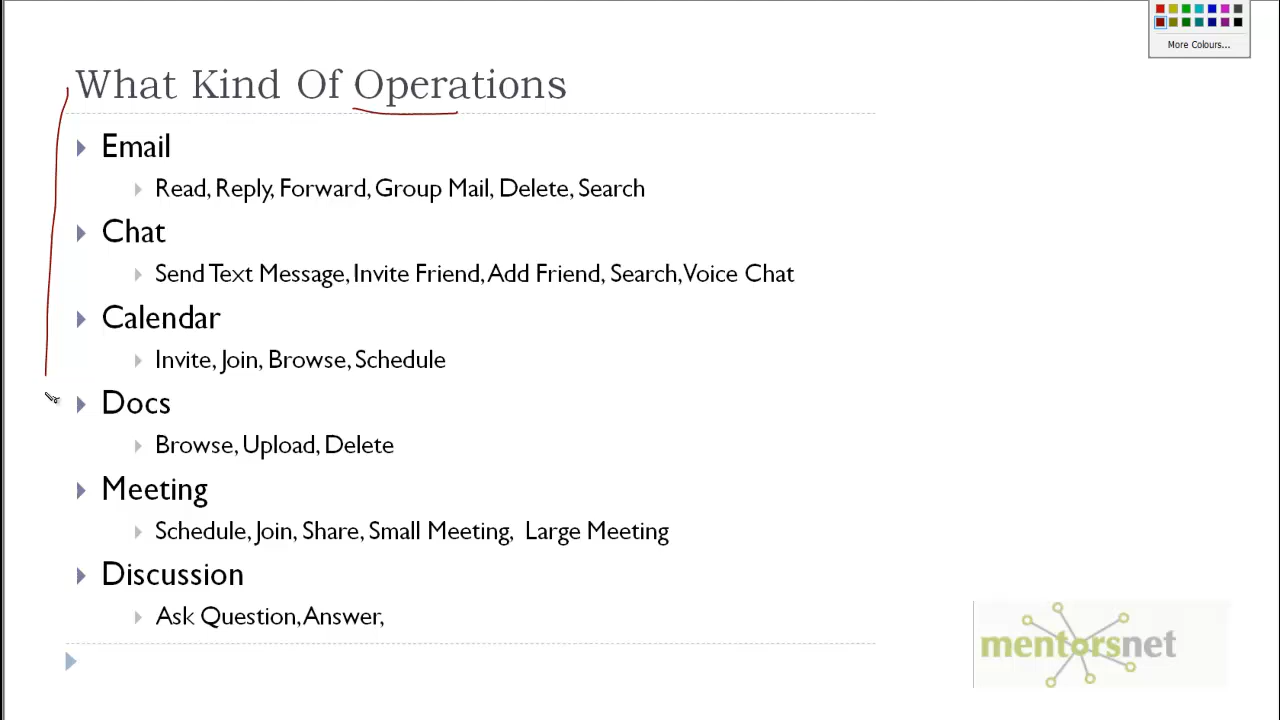 More Colours...
What Kind Of Operations
Email
Read, Reply, Forward, Group Mail, Delete, Search
Chat
Send Text Message, Invite Friend, Add Friend, Search, Voice Chat
Calendar
Invite, Join, Browse, Schedule
Docs
Browse, Upload, Delete
Meeting
Schedule, Join, Share, Small Meeting, Large Meeting
Discussion
Ask Question, Answer,
mentorsnet